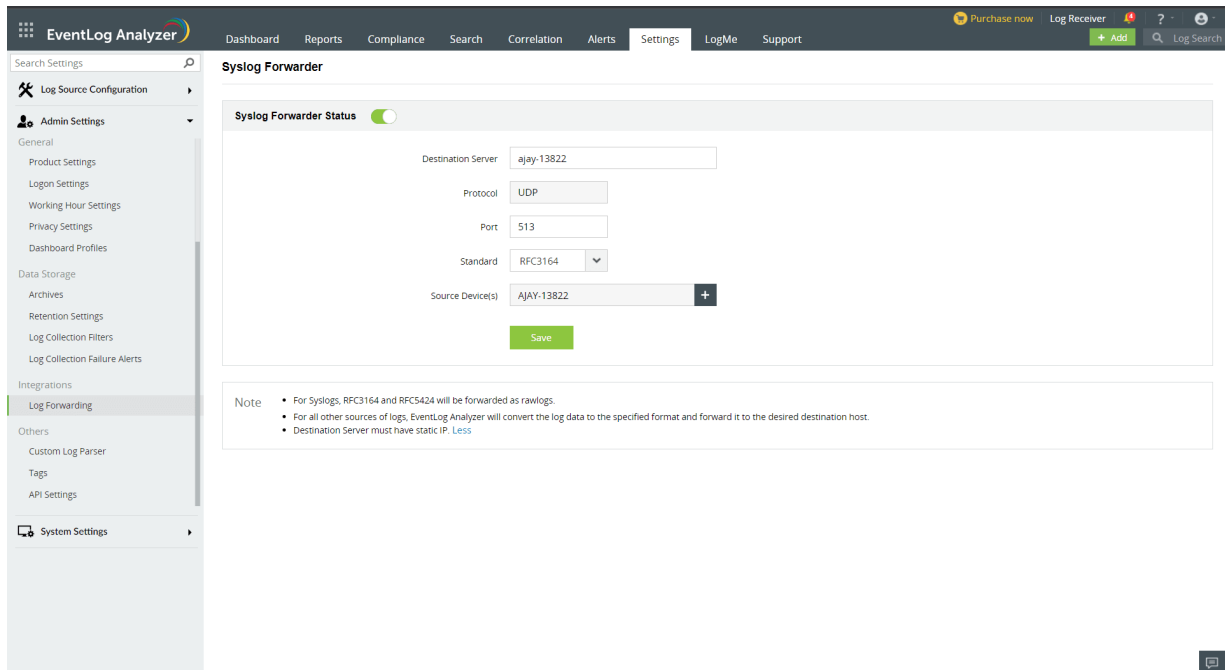 EventLog Analyzer
Purchase now Log Receiver 4 ?
Dashboard Reports Compliance Search Correlation Alerts Settings LogMe Support
+ Add Log Search
Search Settings
Log Source Configuration
Admin Settings
General
Product Settings
Logon Settings
Working Hour Settings
Privacy Settings
Dashboard Profiles
Data Storage
Archives
Retention Settings
Log Collection Filters
Log Collection Failure Alerts
Integrations
Log Forwarding
Others
Custom Log Parser
Tags
API Settings
System Settings
Syslog Forwarder
Syslog Forwarder Status
Destination Server ajay-13822
Protocol UDP
Port 513
Standard RFC3164
Source Device(s) AJAY-13822 +
Save
Note
• For Syslogs, RFC3164 and RFC5424 will be forwarded as rawlogs.
• For all other sources of logs, EventLog Analyzer will convert the log data to the specified format and forward it to the desired destination host.
• Destination Server must have static IP. Less